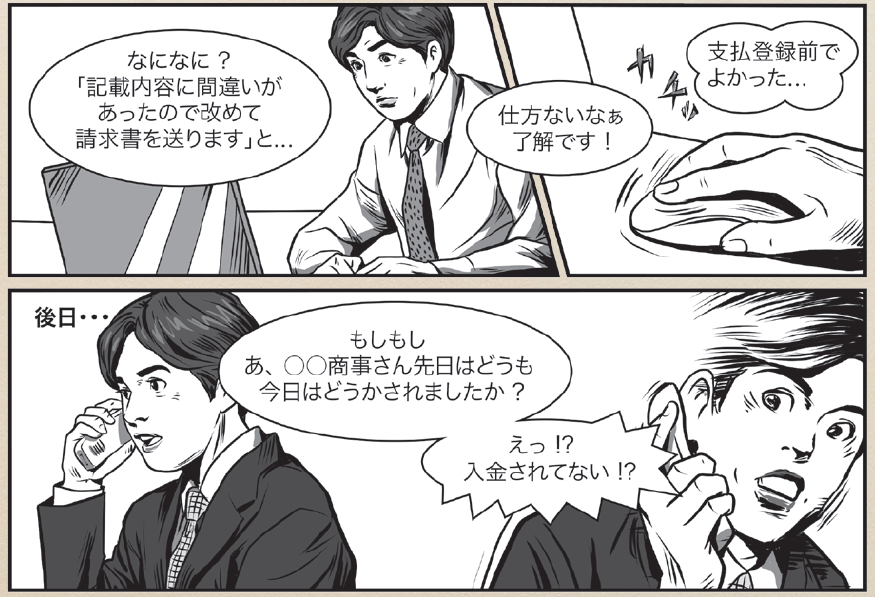 なになに？
「記載内容に間違いが
あったので改めて
請求書を送ります」と…
仕方ないなぁ
了解です！
支払登録前で
よかった…
カタ
後日・・・
もしもし
あ、○○商事さん先日はどうも
今日はどうかされましたか？
えっ!?
入金されてない!?